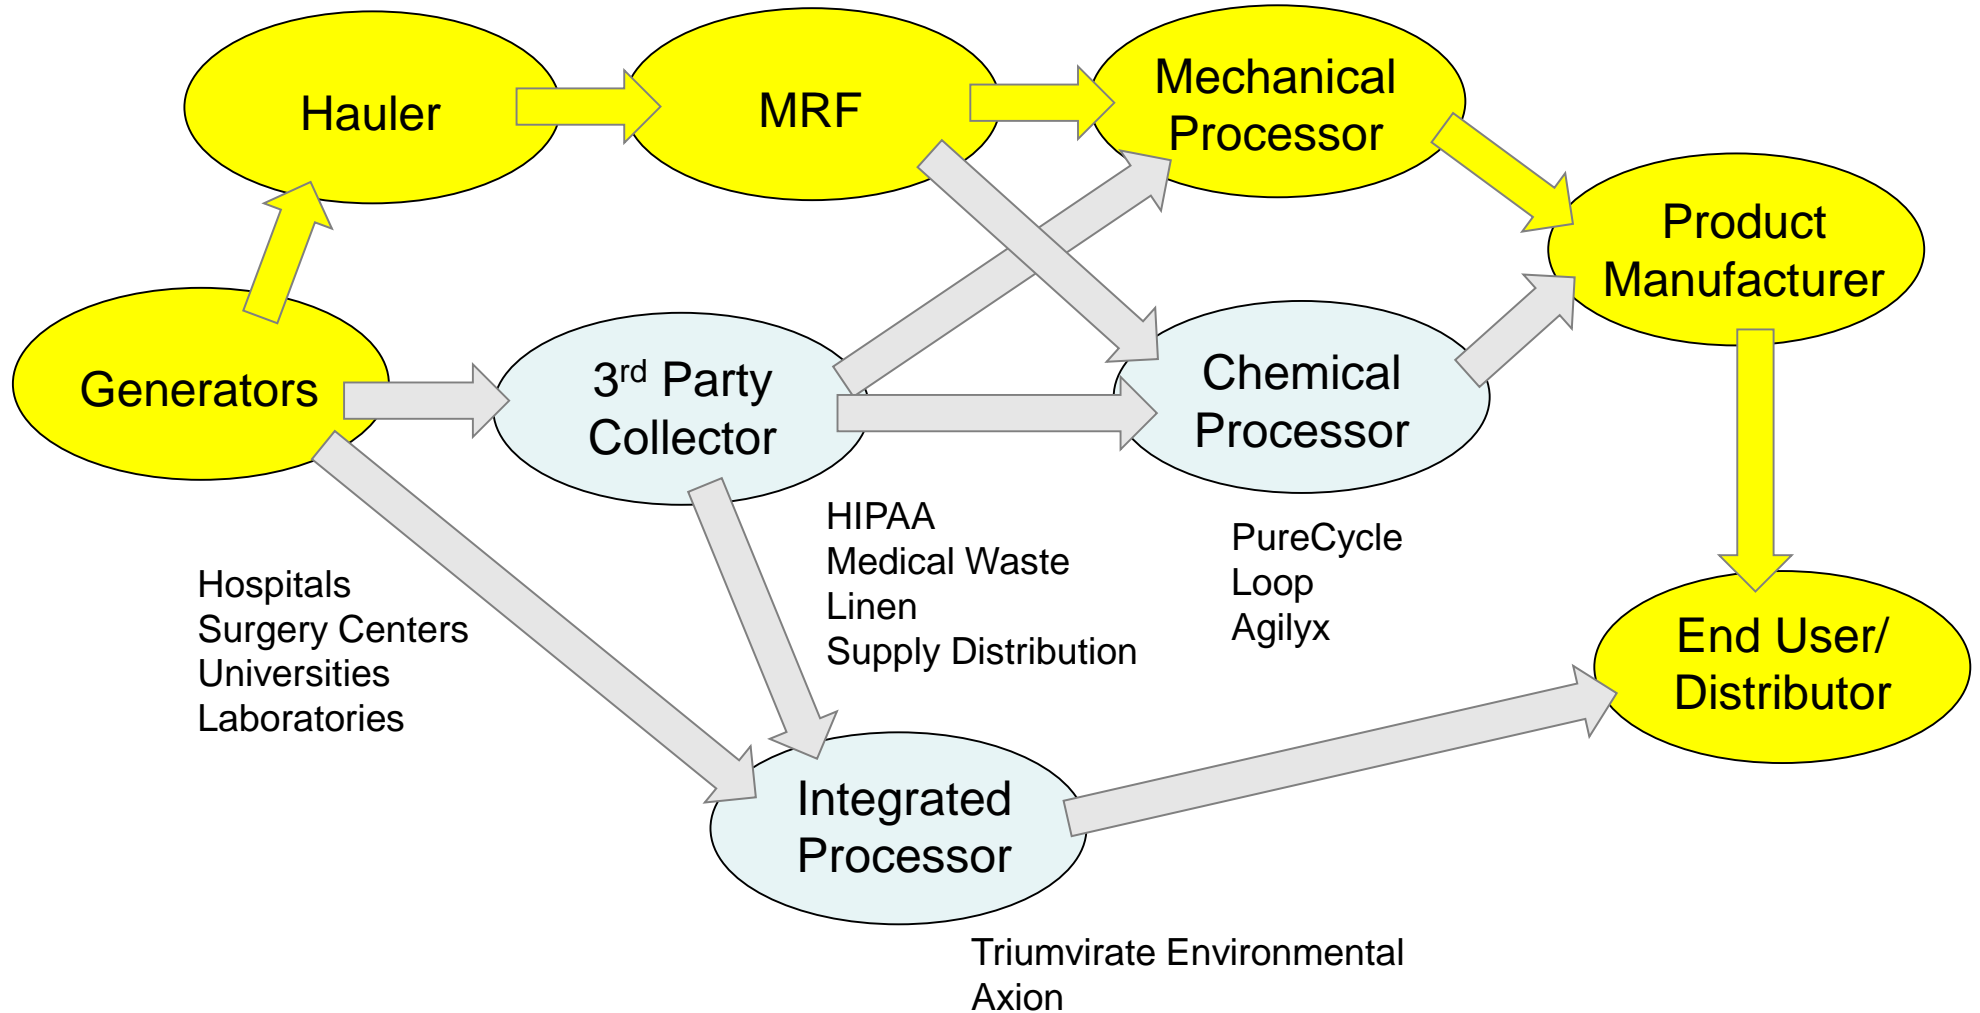 Hauler
MRF
Mechanical
Processor
Product
Manufacturer
Generators
3rd Party
Collector
Chemical
Processor
HIPAA
Medical Waste
Linen
Supply Distribution
PureCycle
Loop
Agilyx
Hospitals
Surgery Centers
Universities
Laboratories
End User/
Distributor
Integrated
Processor
Triumvirate Environmental
Axion